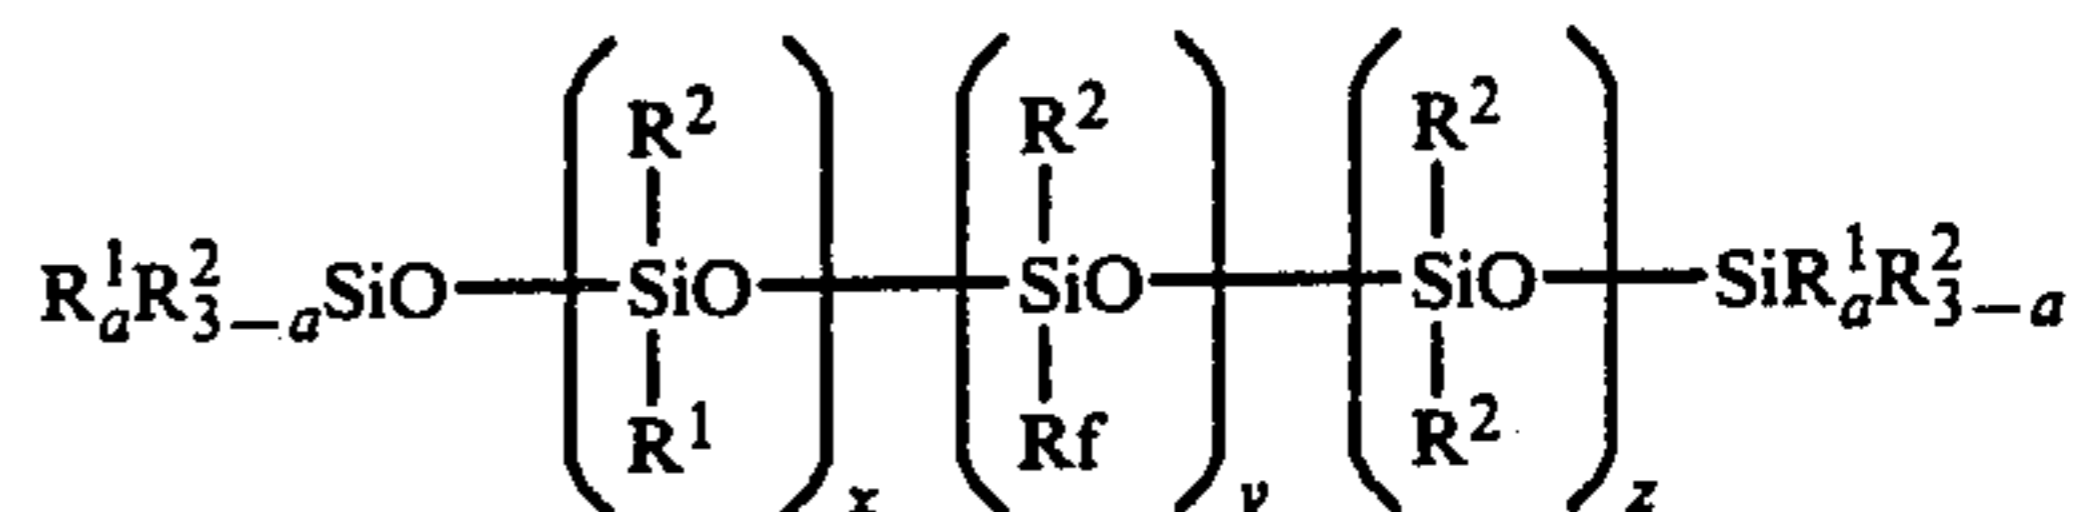 R² R² R²
R¹ₐR²₃₋ₐSiO—(SiO)ₓ—(SiO)y—(SiO)z—SiR¹ₐR²₃₋ₐ
R¹ Rf R²